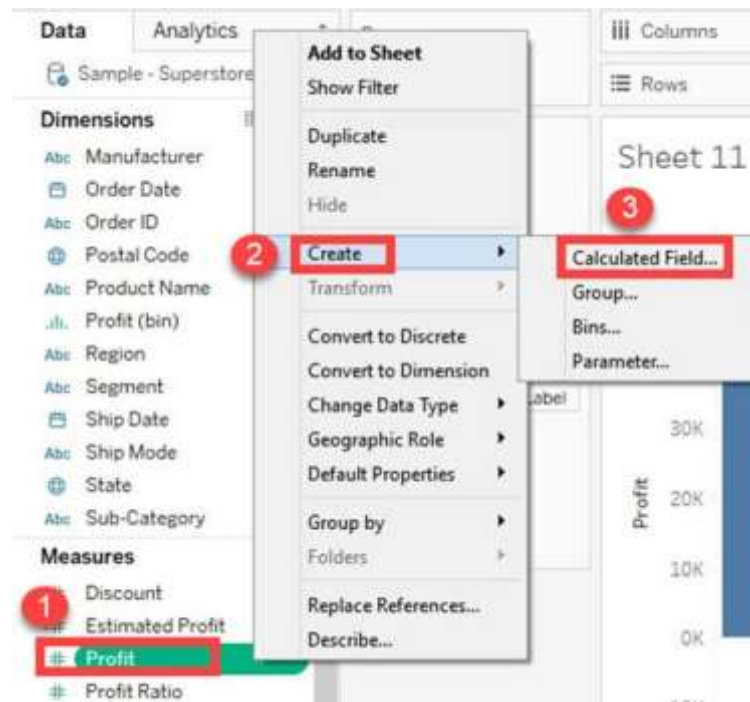 Data
Analytics
Sample - Superstore
Dimensions
Abc Manufacturer
Order Date
Abc Order ID
Postal Code
Abc Product Name
Profit (bin)
Abc Region
Abc Segment
Ship Date
Abc Ship Mode
State
Abc Sub-Category
Measures
# Discount
1
Estimated Profit
# Profit
# Profit Ratio
Add to Sheet
Show Filter
Duplicate
Rename
Hide
2
Create
Transform
Convert to Discrete
Convert to Dimension
Change Data Type
Geographic Role
Default Properties
Group by
Folders
Replace References...
Describe...
3
Calculated Field...
Group...
Bins...
Parameter...
Columns
Rows
Sheet 11
30K
20K
10K
0K
Profit